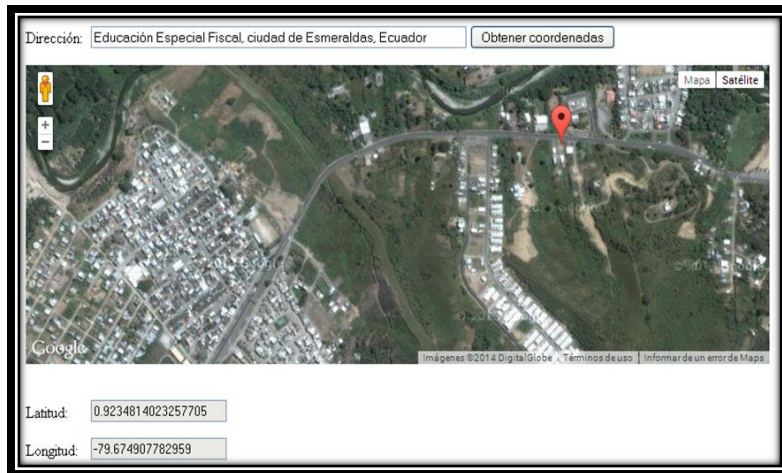 Dirección: Educación Especial Fiscal, ciudad de Esmeraldas, Ecuador Obtener coordenadas
Mapa Satélite
+
−
Google
Imágenes ©2014 DigitalGlobe Términos de uso Informar de un error de Maps
Latitud: 0.9234814023257705
Longitud: -79.674907782959